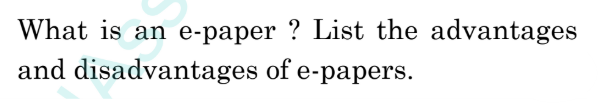 What is an e-paper ? List the advantages
and disadvantages of e-papers.